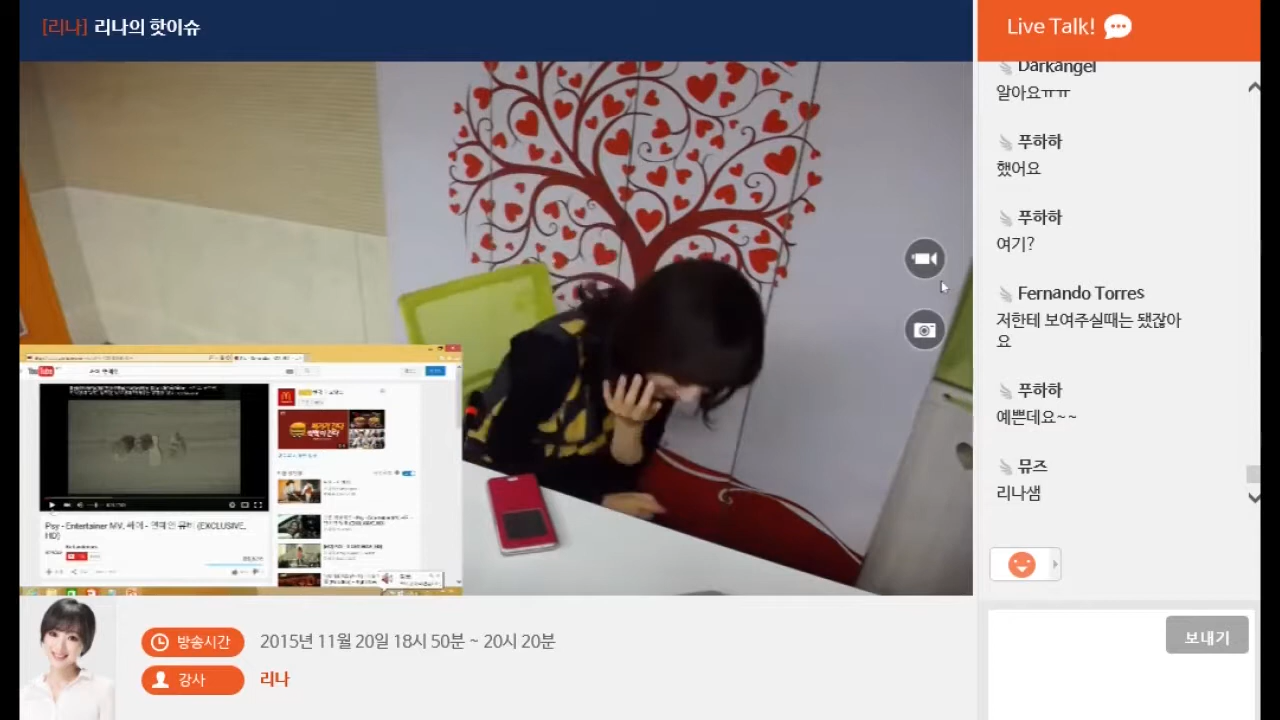 [리나] 리나의 핫이슈
Live Talk!
Darkangel
알아요ㅠㅠ
푸하하
했어요
푸하하
여기?
Fernando Torres
저한테 보여주실때는 됐잖아
요
푸하하
예쁜데요~~
뮤즈
리나샘
YouTube
Psy - Entertainer MV, 싸이 - 연예인 뮤비 (EXCLUSIVE,
HD)
방송시간 2015년 11월 20일 18시 50분 ~ 20시 20분
강사 리나
보내기